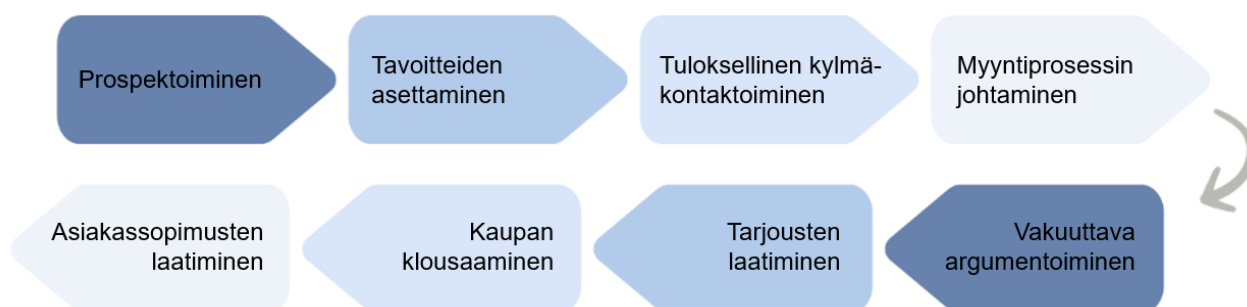 Prospektoiminen
Tavoitteiden
asettaminen
Tuloksellinen kylmä-
kontaktoiminen
Myyntiprosessin
johtaminen
Vakuuttava
argumentoiminen
Tarjousten
laatiminen
Kaupan
klousaaminen
Asiakassopimusten
laatiminen